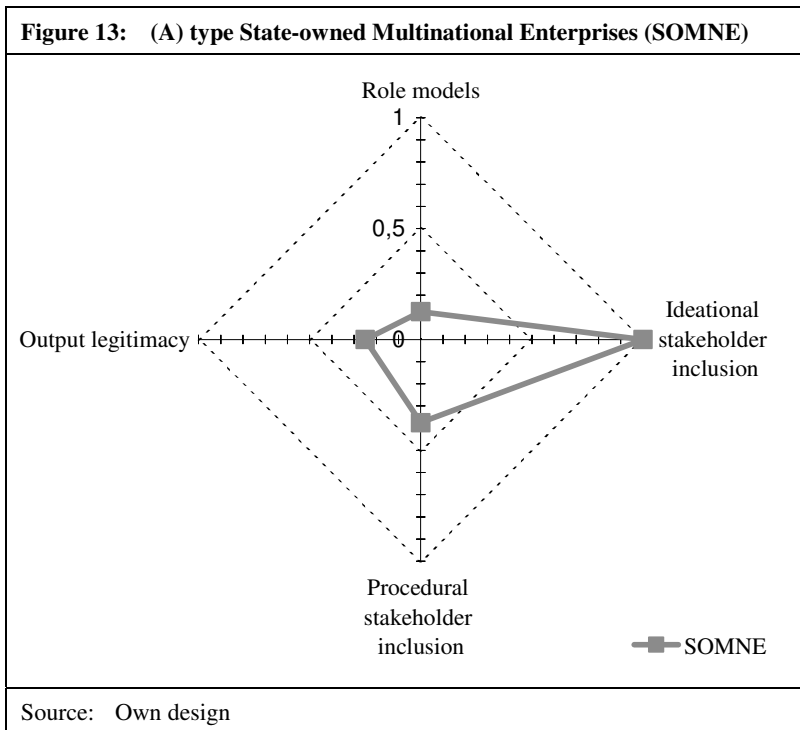 Figure 13: (A) type State-owned Multinational Enterprises (SOMNE)
Role models
1
0,5
Output legitimacy
0
Ideational
stakeholder
inclusion
Procedural
stakeholder
inclusion
SOMNE
Source: Own design